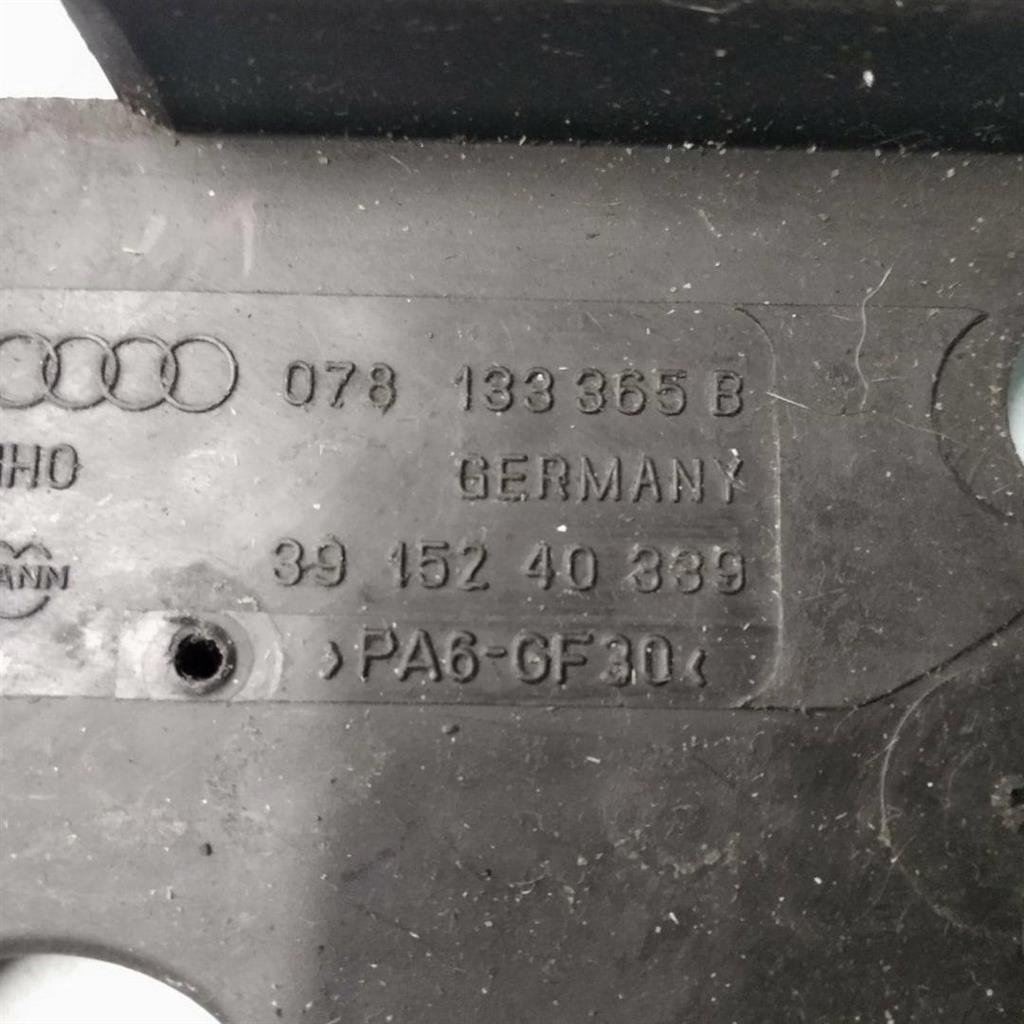 078 133 365 B
GERMANY
39 152 40 339
>PA6-GF30<